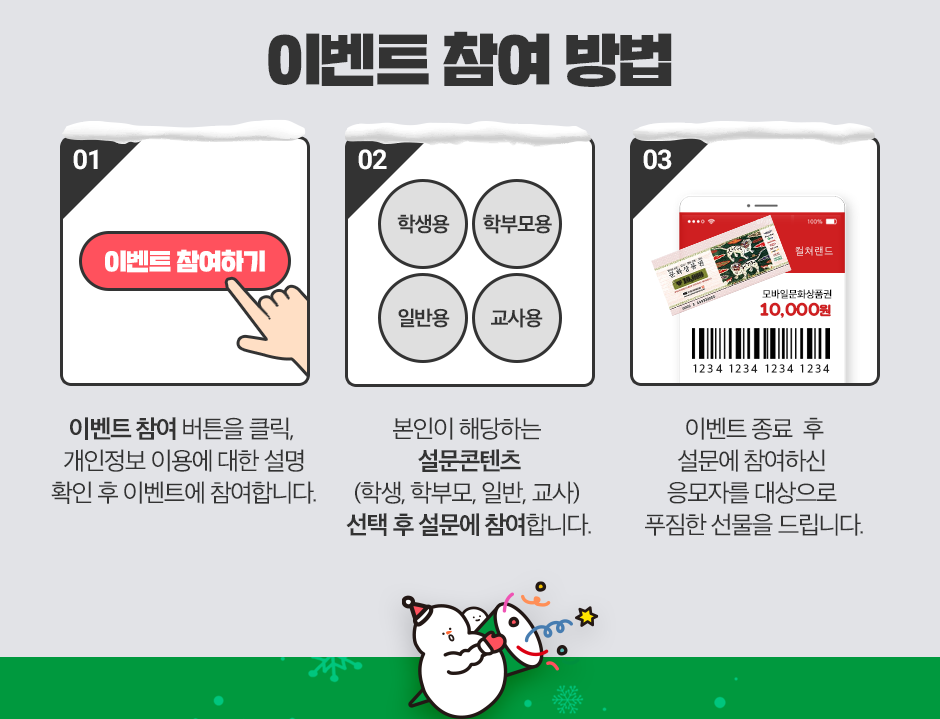 이벤트 참여 방법
01
이벤트 참여하기
이벤트 참여 버튼을 클릭,
개인정보 이용에 대한 설명
확인 후 이벤트에 참여합니다.
02
학생용
학부모용
일반용
교사용
본인이 해당하는
설문콘텐츠
(학생, 학부모, 일반, 교사)
선택 후 설문에 참여합니다.
03
100%
컬쳐랜드
모바일문화상품권
10,000원
1234 1234 1234 1234
이벤트 종료 후
설문에 참여하신
응모자를 대상으로
푸짐한 선물을 드립니다.